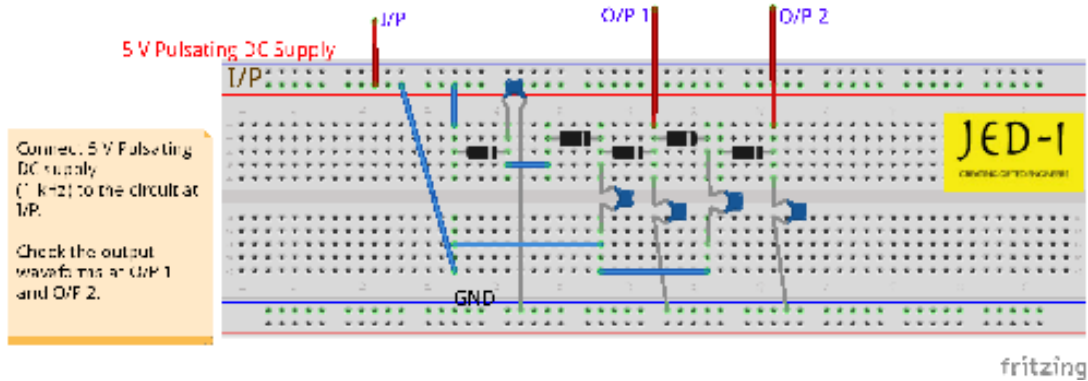 I/P
O/P 1
O/P 2
5 V Pulsating DC Supply
I/P
Connect 5 V Pulsating
DC supply
(1 kHz) to the circuit at
I/P.
Check the output
waveforms at O/P 1
and O/P 2.
JED-I
GND
fritzing